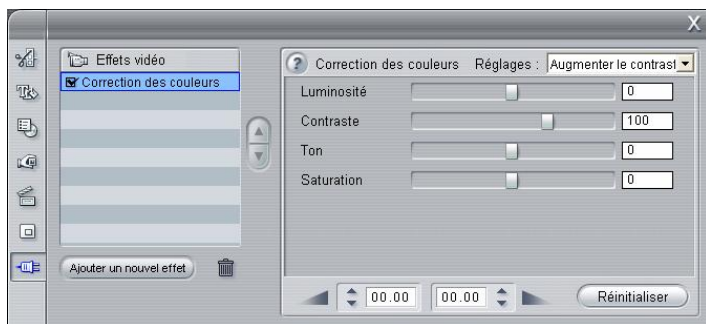 X
Effets vidéo
Correction des couleurs
Ajouter un nouvel effet
? Correction des couleurs Réglages : Augmenter le contrast
Luminosité 0
Contraste 100
Ton 0
Saturation 0
00.00 00.00 Réinitialiser